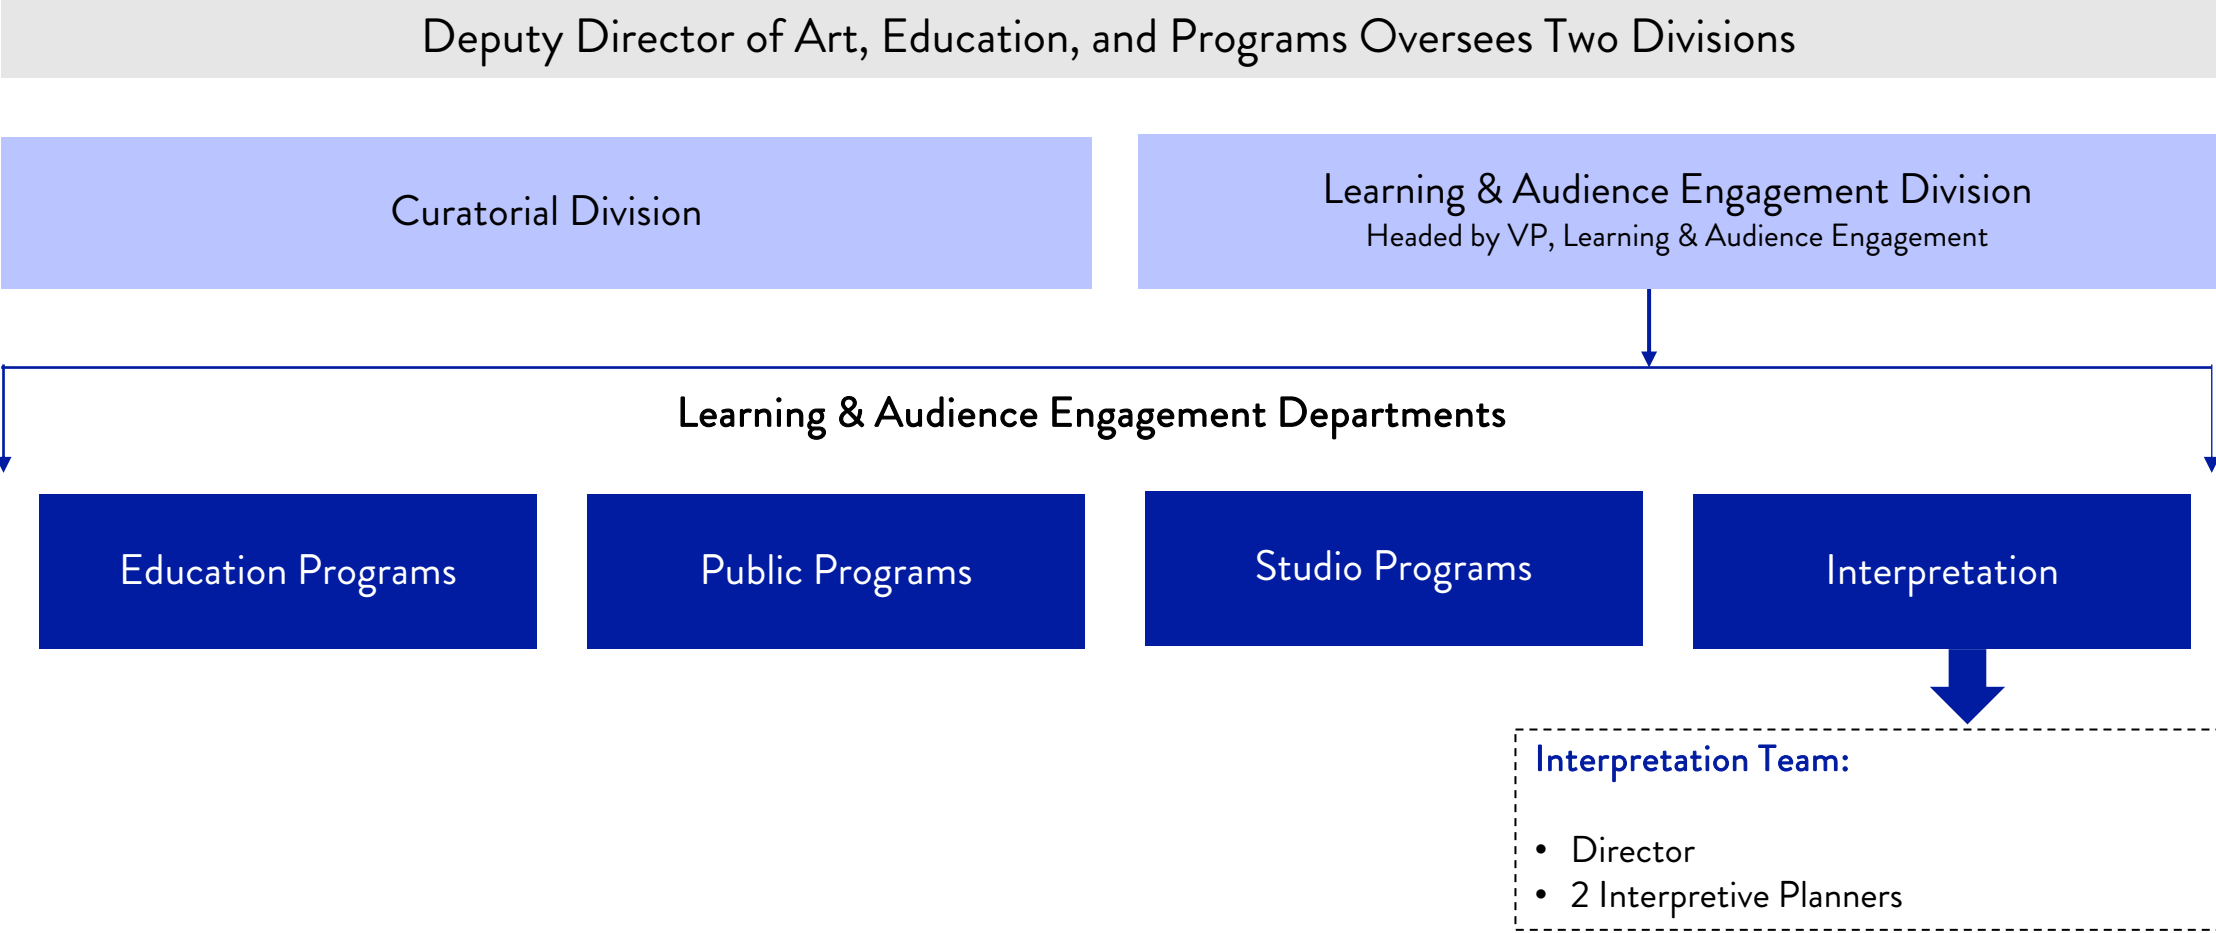 Deputy Director of Art, Education, and Programs Oversees Two Divisions
Curatorial Division
Learning & Audience Engagement Division
Headed by VP, Learning & Audience Engagement
Learning & Audience Engagement Departments
Education Programs
Public Programs
Studio Programs
Interpretation
Interpretation Team:
• Director
• 2 Interpretive Planners